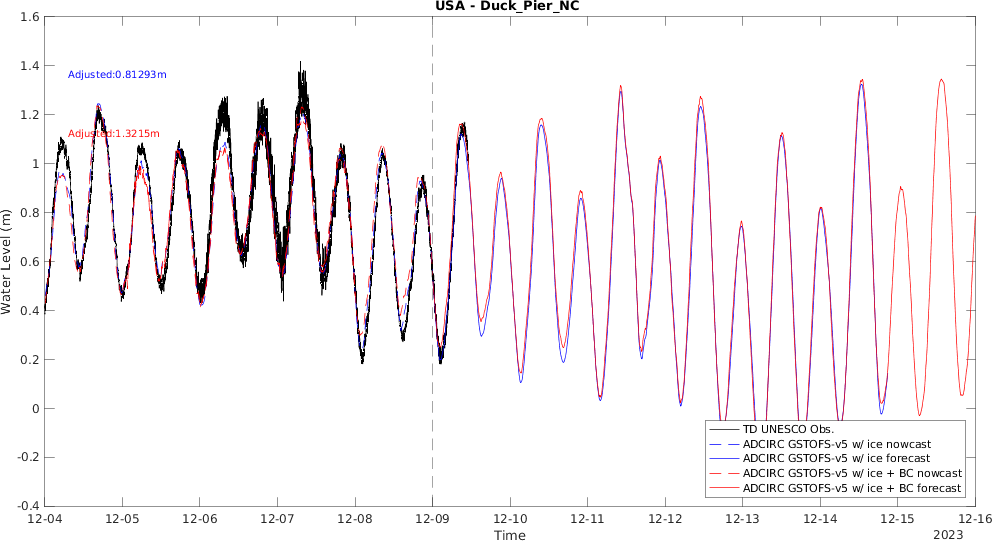 USA - Duck_Pier_NC
1.6
1.4
1.2
1
0.8
0.6
0.4
0.2
0
-0.2
-0.4
Water Level (m)
Adjusted:0.81293m
Adjusted:1.3215m
TD UNESCO Obs.
ADCIRC GSTOFS-v5 w/ ice nowcast
ADCIRC GSTOFS-v5 w/ ice forecast
ADCIRC GSTOFS-v5 w/ ice + BC nowcast
ADCIRC GSTOFS-v5 w/ ice + BC forecast
12-04 12-05 12-06 12-07 12-08 12-09 12-10 12-11 12-12 12-13 12-14 12-15 12-16
Time
2023